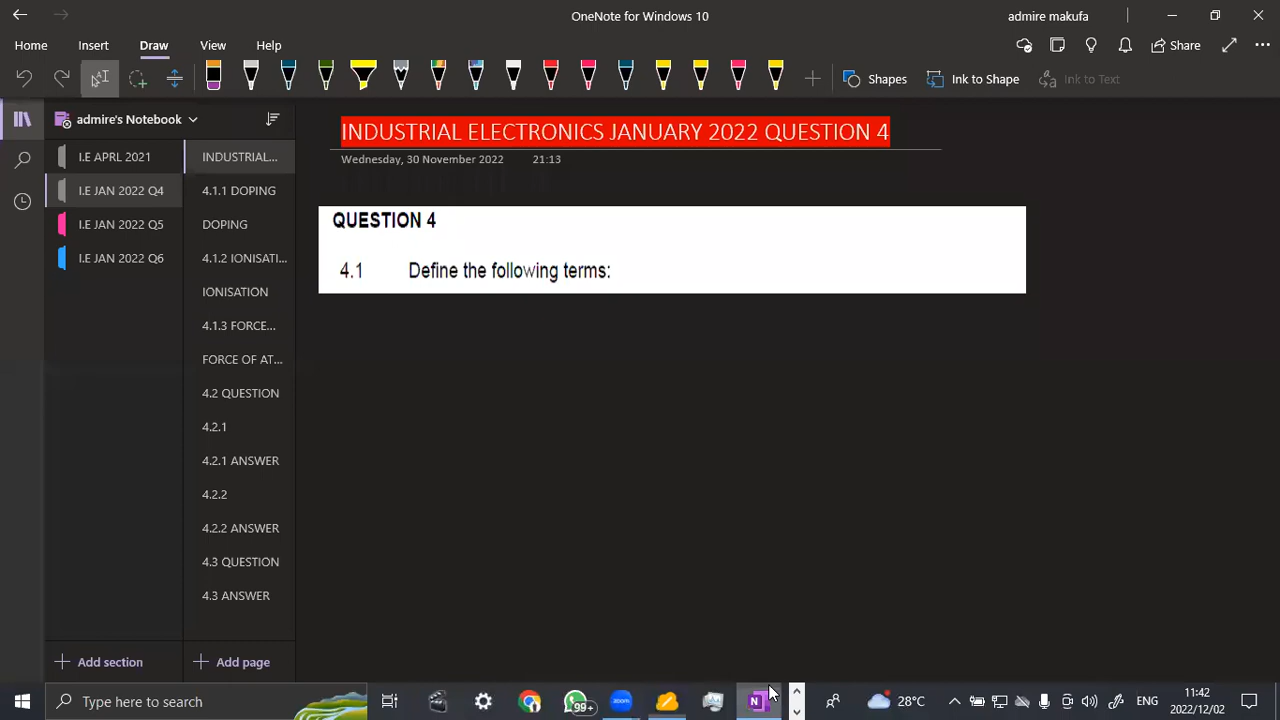 OneNote for Windows 10
admire makufa
Home
Insert
Draw
View
Help
Share
Shapes
Ink to Shape
Ink to Text
admire's Notebook
I.E APRL 2021
I.E JAN 2022 Q4
I.E JAN 2022 Q5
I.E JAN 2022 Q6
INDUSTRIAL...
4.1.1 DOPING
DOPING
4.1.2 IONISATI...
IONISATION
4.1.3 FORCE...
FORCE OF AT...
4.2 QUESTION
4.2.1
4.2.1 ANSWER
4.2.2
4.2.2 ANSWER
4.3 QUESTION
4.3 ANSWER
Add section
Add page
INDUSTRIAL ELECTRONICS JANUARY 2022 QUESTION 4
Wednesday, 30 November 2022 21:13
QUESTION 4
4.1 Define the following terms:
Type here to search
99+
zoom
N
28°C
ENG
11:42
2022/12/02